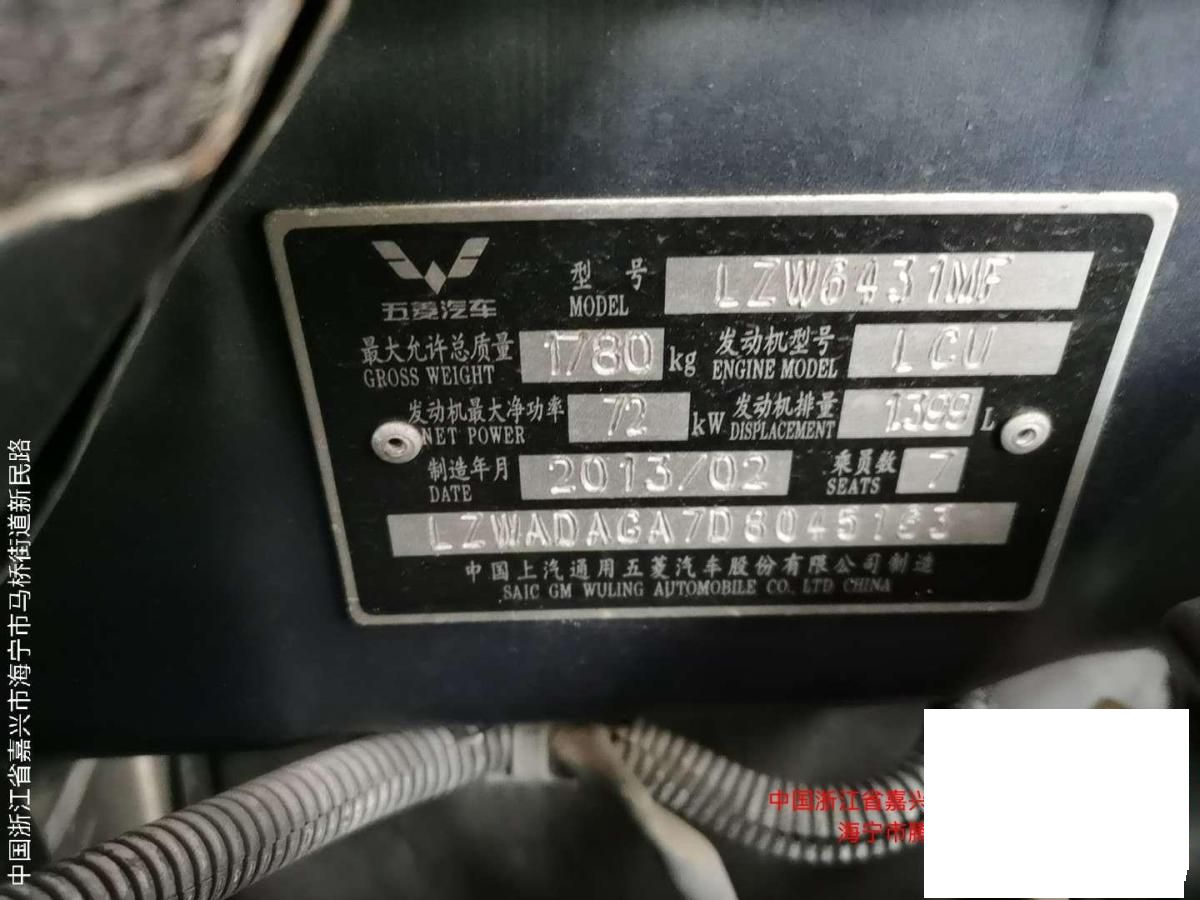 五菱汽车
型号 LZW6431MF
MODEL
最大允许总质量 1780 kg 发动机型号 LCU
GROSS WEIGHT ENGINE MODEL
发动机最大净功率 72 kW 发动机排量 1399 L
NET POWER DISPLACEMENT
制造年月 2013/02 乘员数 7
DATE SEATS
LZWADAGA7D8045183
中国上汽通用五菱汽车股份有限公司制造
SAIC GM WULING AUTOMOBILE CO., LTD CHINA
中国浙江省嘉兴市海宁市马桥街道新民路
中国浙江省嘉兴
海宁市